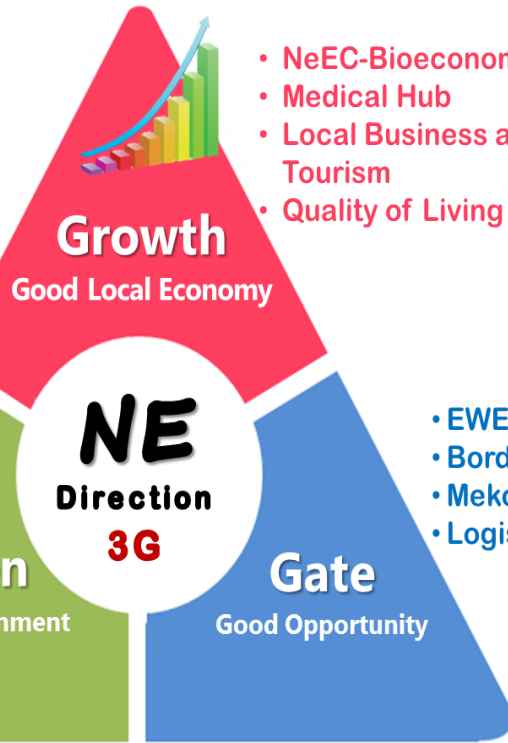 • NeEC-Bioeconom
• Medical Hub
• Local Business a
Tourism
• Quality of Living
Growth
Good Local Economy
NE
Direction
3G
• EWE
• Bord
• Meko
• Logis
n
nment
Gate
Good Opportunity